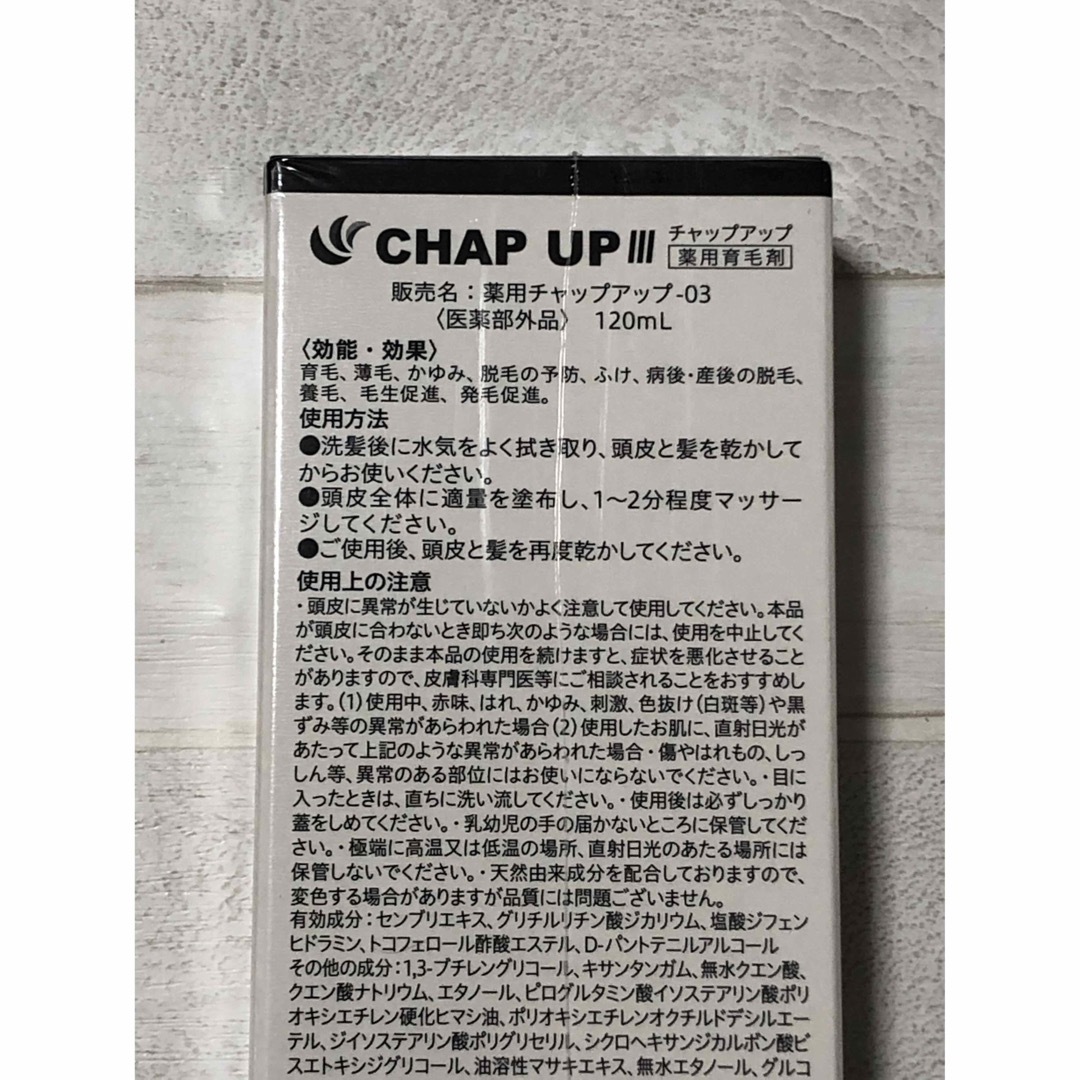 CHAP UP III チャップアップ
薬用育毛剤
販売名：薬用チャップアップ-03
〈医薬部外品〉 120mL
〈効能・効果〉
育毛、薄毛、かゆみ、脱毛の予防、ふけ、病後・産後の脱毛、
養毛、毛生促進、発毛促進。
使用方法
●洗髪後に水気をよく拭き取り、頭皮と髪を乾かして
からお使いください。
●頭皮全体に適量を塗布し、1〜2分程度マッサー
ジしてください。
●ご使用後、頭皮と髪を再度乾かしてください。
使用上の注意
・頭皮に異常が生じていないかよく注意して使用してください。本品
が頭皮に合わないとき即ち次のような場合には、使用を中止してく
ださい。そのまま本品の使用を続けますと、症状を悪化させること
がありますので、皮膚科専門医等にご相談されることをおすすめしま
す。(1)使用中、赤味、はれ、かゆみ、刺激、色抜け(白斑等)や黒
ずみ等の異常があらわれた場合(2)使用したお肌に、直射日光が
あたって上記のような異常があらわれた場合・傷やはれもの、しっ
しん等、異常のある部位にはお使いにならないでください。・目に
入ったときは、直ちに洗い流してください。・使用後は必ずしっかり
蓋をしめてください。・乳幼児の手の届かないところに保管してくだ
さい。・極端に高温又は低温の場所、直射日光のあたる場所には
保管しないでください。・天然由来成分を配合しておりますので、
変色する場合がありますが品質には問題ございません。
有効成分：センブリエキス、グリチルリチン酸ジカリウム、塩酸ジフェン
ヒドラミン、トコフェロール酢酸エステル、D-パントテニルアルコール
その他の成分：1,3-ブチレングリコール、キサンタンガム、無水クエン酸、
クエン酸ナトリウム、エタノール、ピログルタミン酸イソステアリン酸ポリ
オキシエチレン硬化ヒマシ油、ポリオキシエチレンオクチルドデシルエー
テル、ジイソステアリン酸ポリグリセリル、シクロヘキサンジカルボン酸ビ
スエトキシジグリコール、油溶性マサキエキス、無水エタノール、グルコ